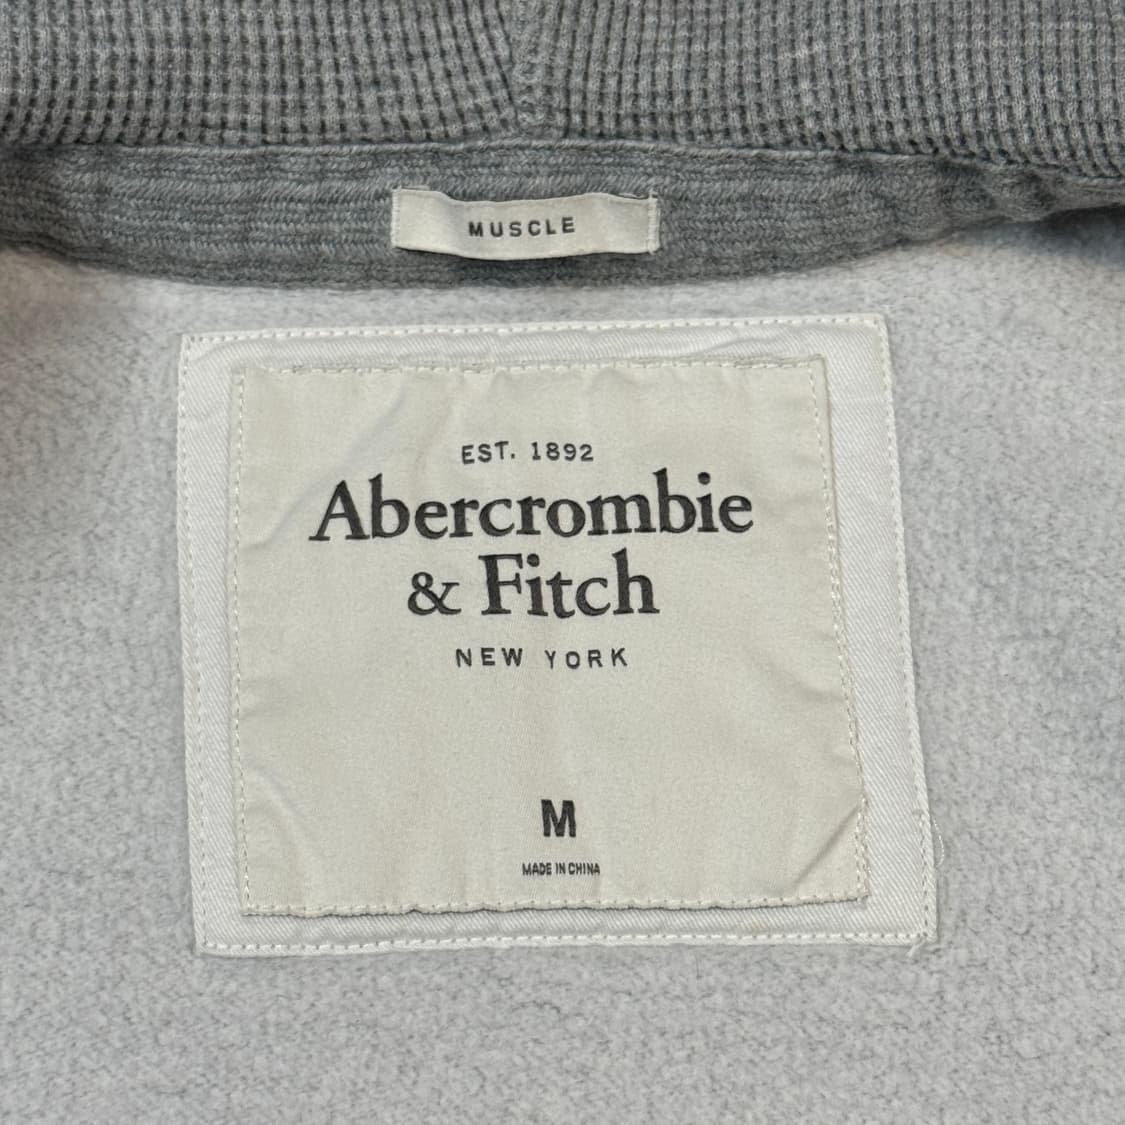 MUSCLE
EST. 1892
Abercrombie
& Fitch
NEW YORK
M
MADE IN CHINA